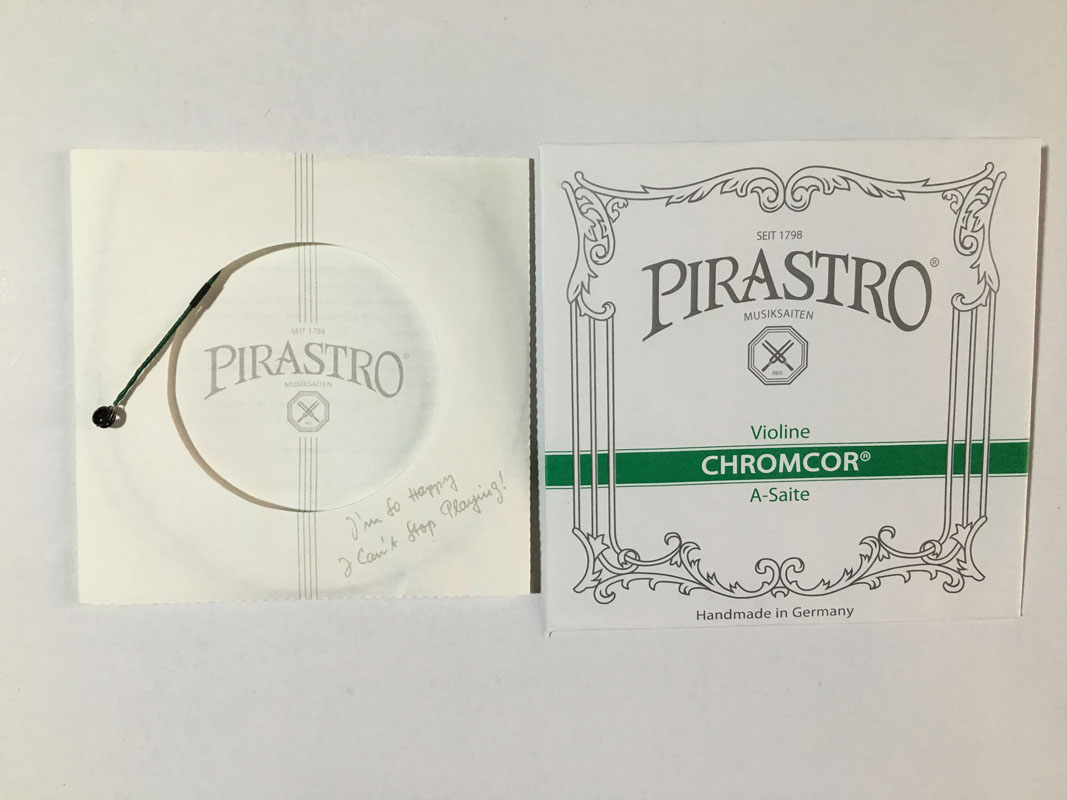 SEIT 1798
PIRASTRO®
MUSIKSAITEN
REG
I'm So Happy
I Can't Stop Playing!
SEIT 1798
PIRASTRO®
MUSIKSAITEN
REG
Violine
CHROMCOR®
A-Saite
Handmade in Germany